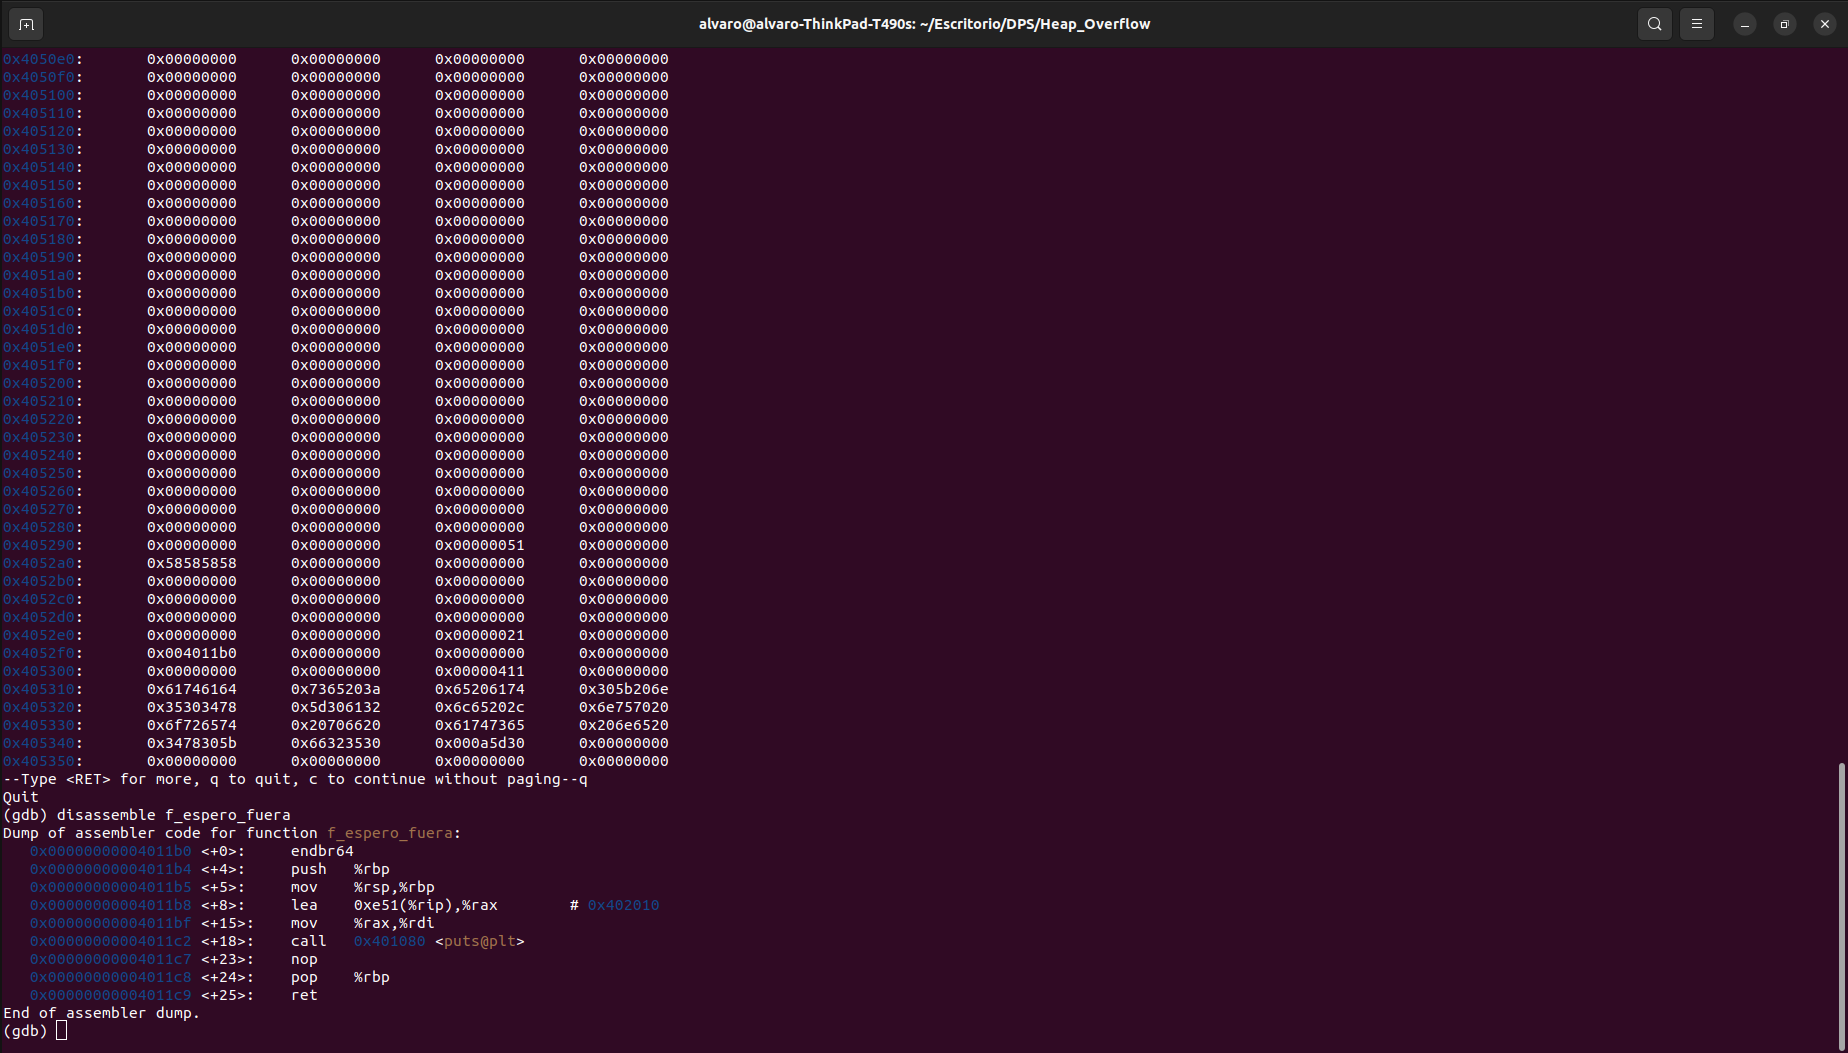 alvaro@alvaro-ThinkPad-T490s: ~/Escritorio/DPS/Heap_Overflow
0x4050e0: 0x00000000 0x00000000 0x00000000 0x00000000
0x4050f0: 0x00000000 0x00000000 0x00000000 0x00000000
0x405100: 0x00000000 0x00000000 0x00000000 0x00000000
0x405110: 0x00000000 0x00000000 0x00000000 0x00000000
0x405120: 0x00000000 0x00000000 0x00000000 0x00000000
0x405130: 0x00000000 0x00000000 0x00000000 0x00000000
0x405140: 0x00000000 0x00000000 0x00000000 0x00000000
0x405150: 0x00000000 0x00000000 0x00000000 0x00000000
0x405160: 0x00000000 0x00000000 0x00000000 0x00000000
0x405170: 0x00000000 0x00000000 0x00000000 0x00000000
0x405180: 0x00000000 0x00000000 0x00000000 0x00000000
0x405190: 0x00000000 0x00000000 0x00000000 0x00000000
0x4051a0: 0x00000000 0x00000000 0x00000000 0x00000000
0x4051b0: 0x00000000 0x00000000 0x00000000 0x00000000
0x4051c0: 0x00000000 0x00000000 0x00000000 0x00000000
0x4051d0: 0x00000000 0x00000000 0x00000000 0x00000000
0x4051e0: 0x00000000 0x00000000 0x00000000 0x00000000
0x4051f0: 0x00000000 0x00000000 0x00000000 0x00000000
0x405200: 0x00000000 0x00000000 0x00000000 0x00000000
0x405210: 0x00000000 0x00000000 0x00000000 0x00000000
0x405220: 0x00000000 0x00000000 0x00000000 0x00000000
0x405230: 0x00000000 0x00000000 0x00000000 0x00000000
0x405240: 0x00000000 0x00000000 0x00000000 0x00000000
0x405250: 0x00000000 0x00000000 0x00000000 0x00000000
0x405260: 0x00000000 0x00000000 0x00000000 0x00000000
0x405270: 0x00000000 0x00000000 0x00000000 0x00000000
0x405280: 0x00000000 0x00000000 0x00000000 0x00000000
0x405290: 0x00000000 0x00000000 0x00000051 0x00000000
0x4052a0: 0x58585858 0x00000000 0x00000000 0x00000000
0x4052b0: 0x00000000 0x00000000 0x00000000 0x00000000
0x4052c0: 0x00000000 0x00000000 0x00000000 0x00000000
0x4052d0: 0x00000000 0x00000000 0x00000000 0x00000000
0x4052e0: 0x00000000 0x00000000 0x00000021 0x00000000
0x4052f0: 0x004011b0 0x00000000 0x00000000 0x00000000
0x405300: 0x00000000 0x00000000 0x00000411 0x00000000
0x405310: 0x61746164 0x7365203a 0x65206174 0x305b206e
0x405320: 0x35303478 0x5d306132 0x6c65202c 0x6e757020
0x405330: 0x6f726574 0x20706620 0x61747365 0x206e6520
0x405340: 0x3478305b 0x66323530 0x000a5d30 0x00000000
0x405350: 0x00000000 0x00000000 0x00000000 0x00000000
--Type <RET> for more, q to quit, c to continue without paging--q
Quit
(gdb) disassemble f_espero_fuera
Dump of assembler code for function f_espero_fuera:
0x00000000004011b0 <+0>: endbr64
0x00000000004011b4 <+4>: push %rbp
0x00000000004011b5 <+5>: mov %rsp,%rbp
0x00000000004011b8 <+8>: lea 0xe51(%rip),%rax # 0x402010
0x00000000004011bf <+15>: mov %rax,%rdi
0x00000000004011c2 <+18>: call 0x401080 <puts@plt>
0x00000000004011c7 <+23>: nop
0x00000000004011c8 <+24>: pop %rbp
0x00000000004011c9 <+25>: ret
End of assembler dump.
(gdb)